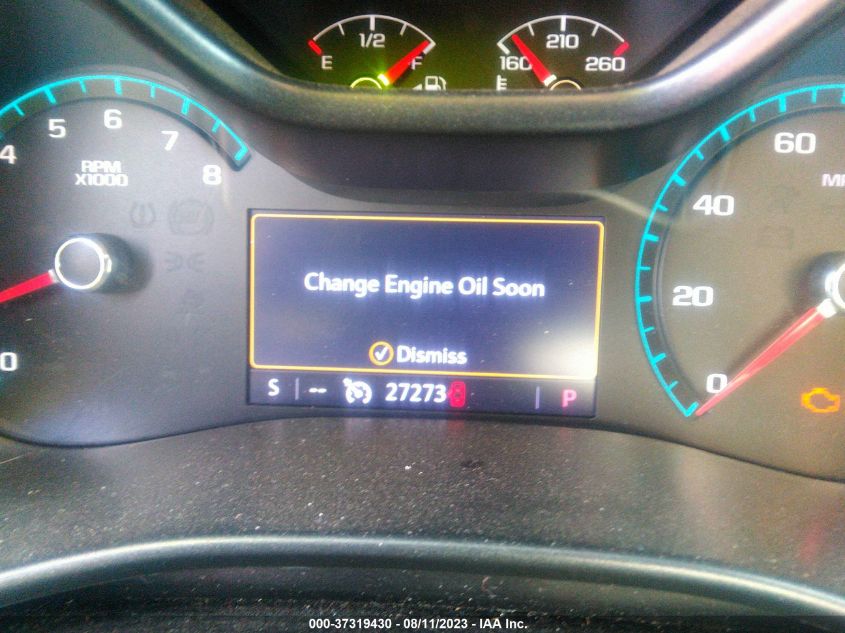 E 1/2 F
160 210 260
4 5 6 7 8
RPM
X1000
0
60
40
20
0
Change Engine Oil Soon
Dismiss
S -- 27273
P
000-37319430 - 08/11/2023 - IAA Inc.